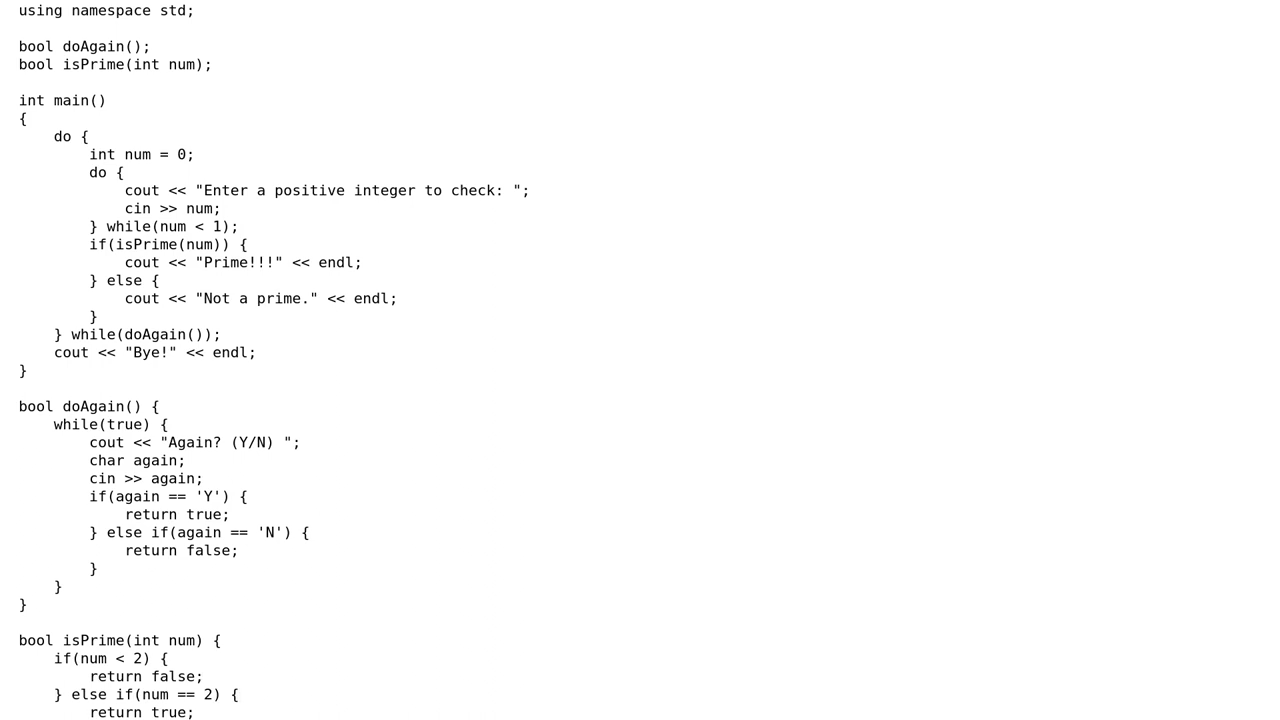 using namespace std;

bool doAgain();
bool isPrime(int num);

int main()
{
    do {
        int num = 0;
        do {
            cout << "Enter a positive integer to check: ";
            cin >> num;
        } while(num < 1);
        if(isPrime(num)) {
            cout << "Prime!!!" << endl;
        } else {
            cout << "Not a prime." << endl;
        }
    } while(doAgain());
    cout << "Bye!" << endl;
}

bool doAgain() {
    while(true) {
        cout << "Again? (Y/N) ";
        char again;
        cin >> again;
        if(again == 'Y') {
            return true;
        } else if(again == 'N') {
            return false;
        }
    }
}

bool isPrime(int num) {
    if(num < 2) {
        return false;
    } else if(num == 2) {
        return true;